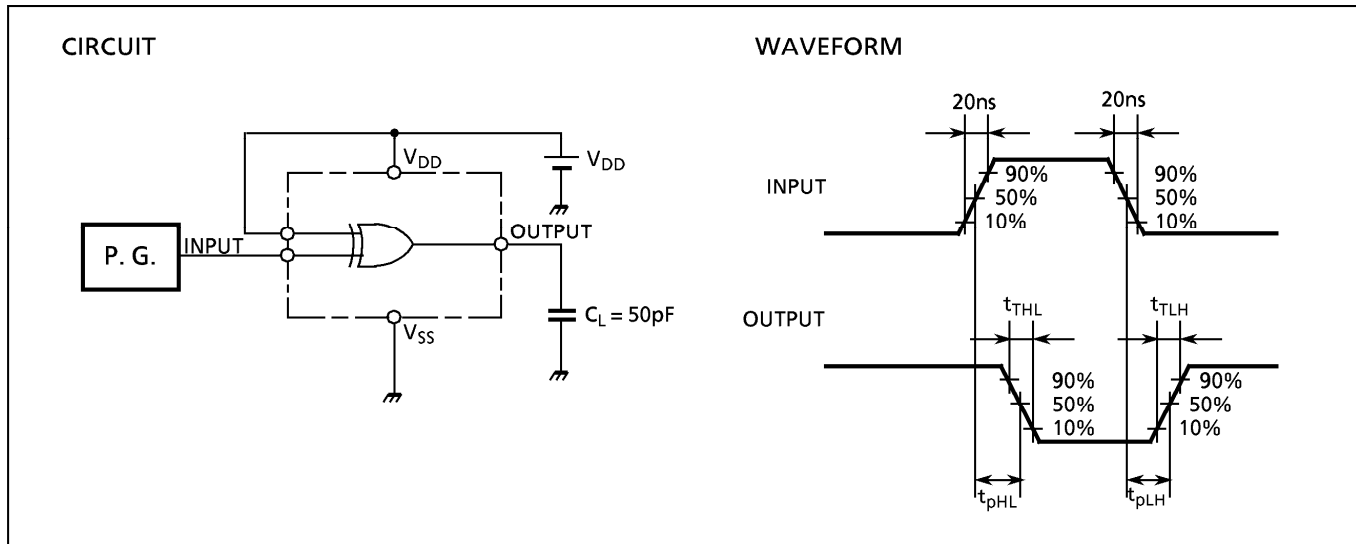 CIRCUIT
V_DD
V_DD
P. G.
INPUT
OUTPUT
C_L = 50pF
V_SS
WAVEFORM
20ns 20ns
INPUT
90% 90%
50% 50%
10% 10%
t_THL t_TLH
OUTPUT
90% 90%
50% 50%
10% 10%
t_pHL t_pLH